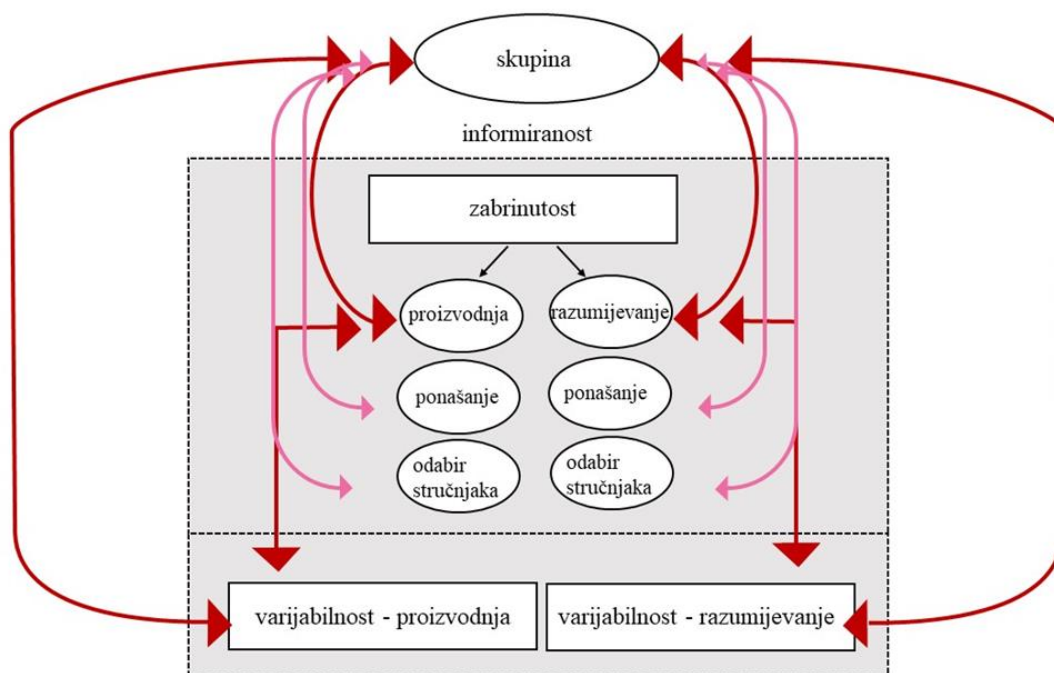 skupina
informiranost
zabrinutost
proizvodnja
razumijevanje
ponašanje
ponašanje
odabir
stručnjaka
odabir
stručnjaka
varijabilnost - proizvodnja
varijabilnost - razumijevanje